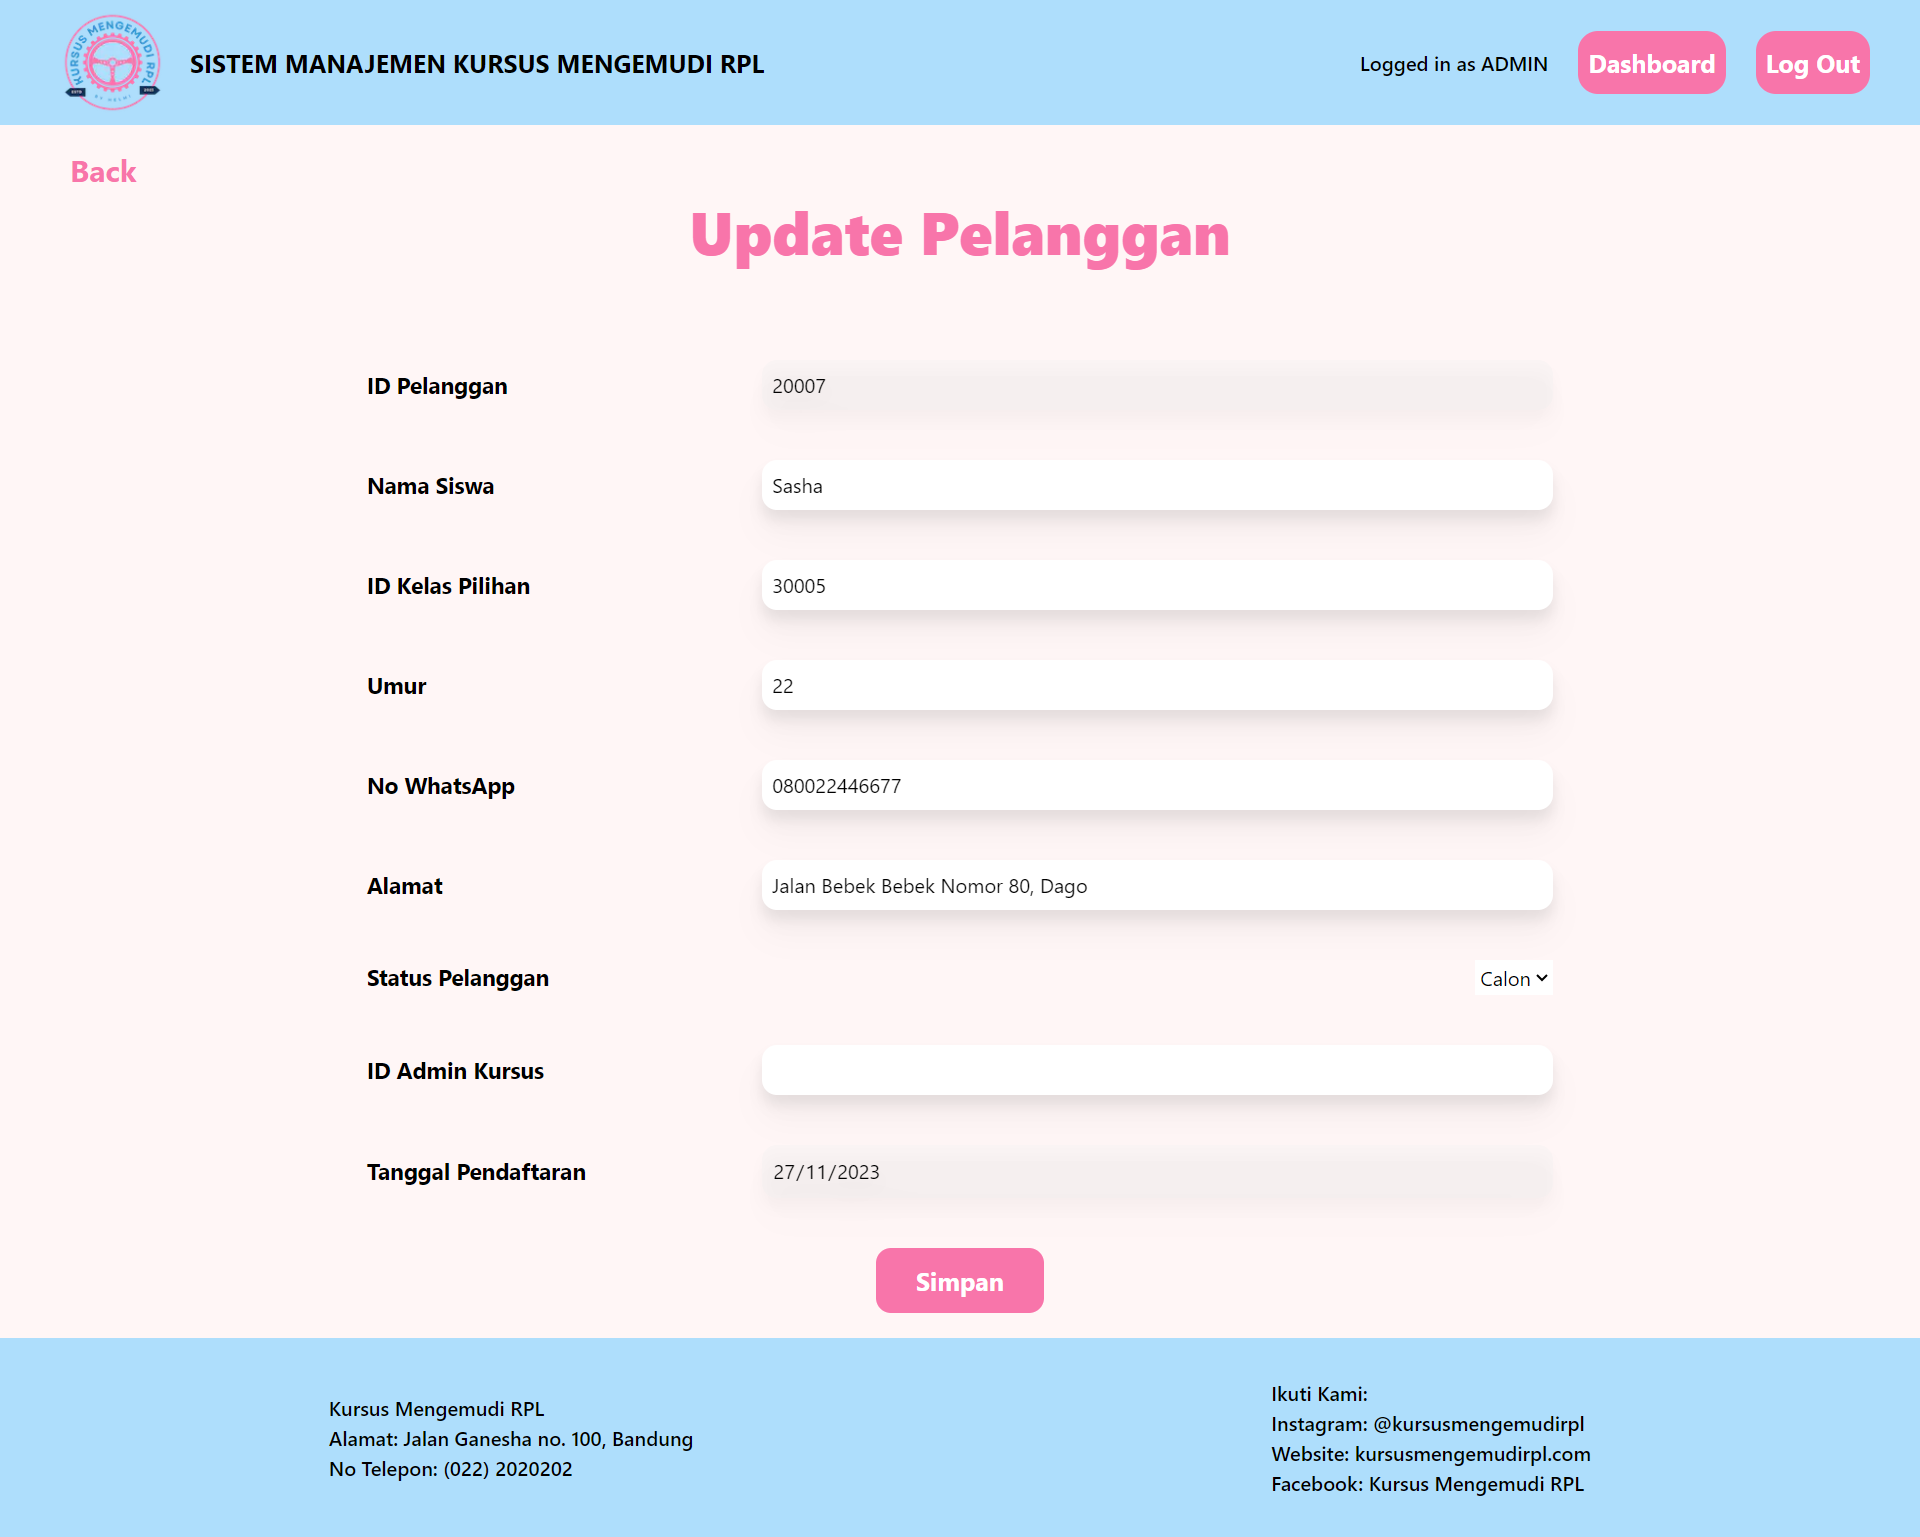 KURSUS MENGEMUDI RPL
SISTEM MANAJEMEN KURSUS MENGEMUDI RPL
Logged in as ADMIN
Dashboard
Log Out
Back
Update Pelanggan
ID Pelanggan
20007
Nama Siswa
Sasha
ID Kelas Pilihan
30005
Umur
22
No WhatsApp
080022446677
Alamat
Jalan Bebek Bebek Nomor 80, Dago
Status Pelanggan
Calon
ID Admin Kursus
Tanggal Pendaftaran
27/11/2023
Simpan
Kursus Mengemudi RPL
Alamat: Jalan Ganesha no. 100, Bandung
No Telepon: (022) 2020202
Ikuti Kami:
Instagram: @kursusmengemudirpl
Website: kursusmengemudirpl.com
Facebook: Kursus Mengemudi RPL